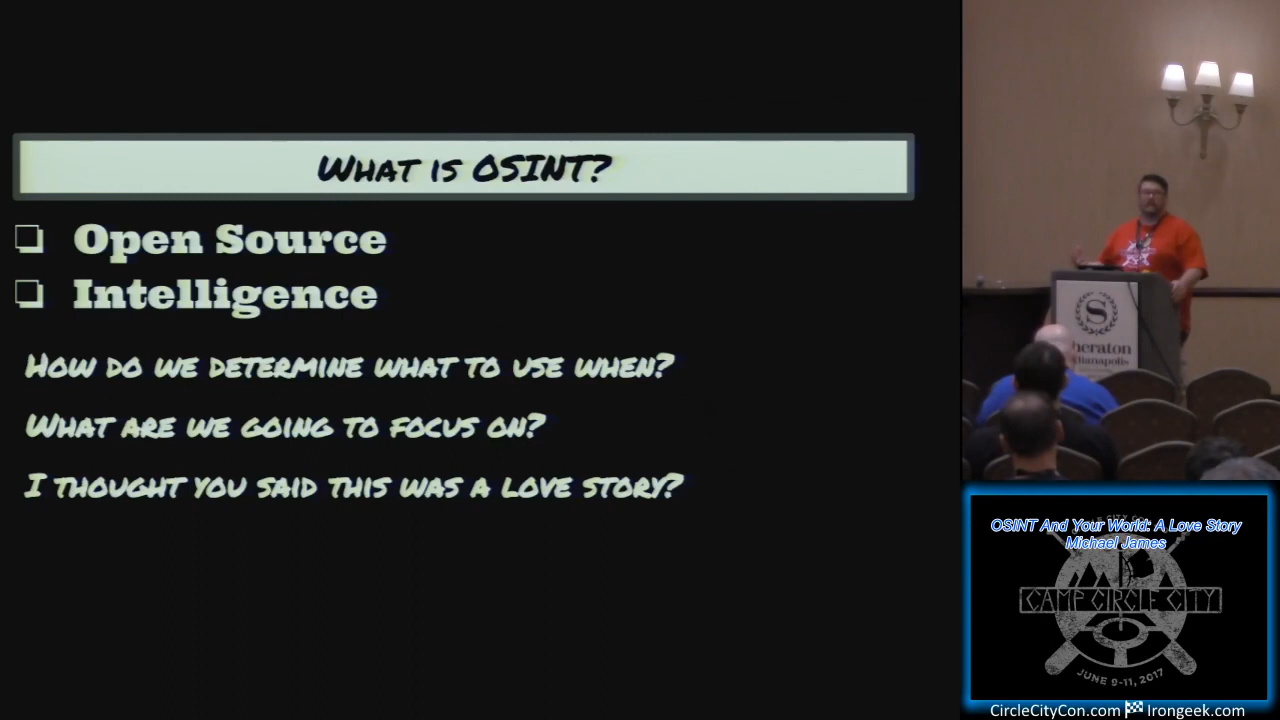 What is OSINT?
Open Source
Intelligence
How do we determine what to use when?
What are we going to focus on?
I thought you said this was a love story?
S
heraton
dianapolis
OSINT And Your World: A Love Story
Michael James
CAMP CIRCLE CITY
JUNE 9-11, 2017
CircleCityCon.com Irongeek.com